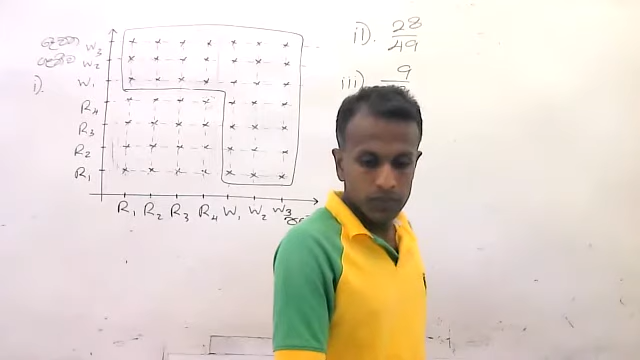 W3
W2
i). W1
R4
R3
R2
R1
R1 R2 R3 R4 W1 W2 W3
ii). 28/49
iii) 9